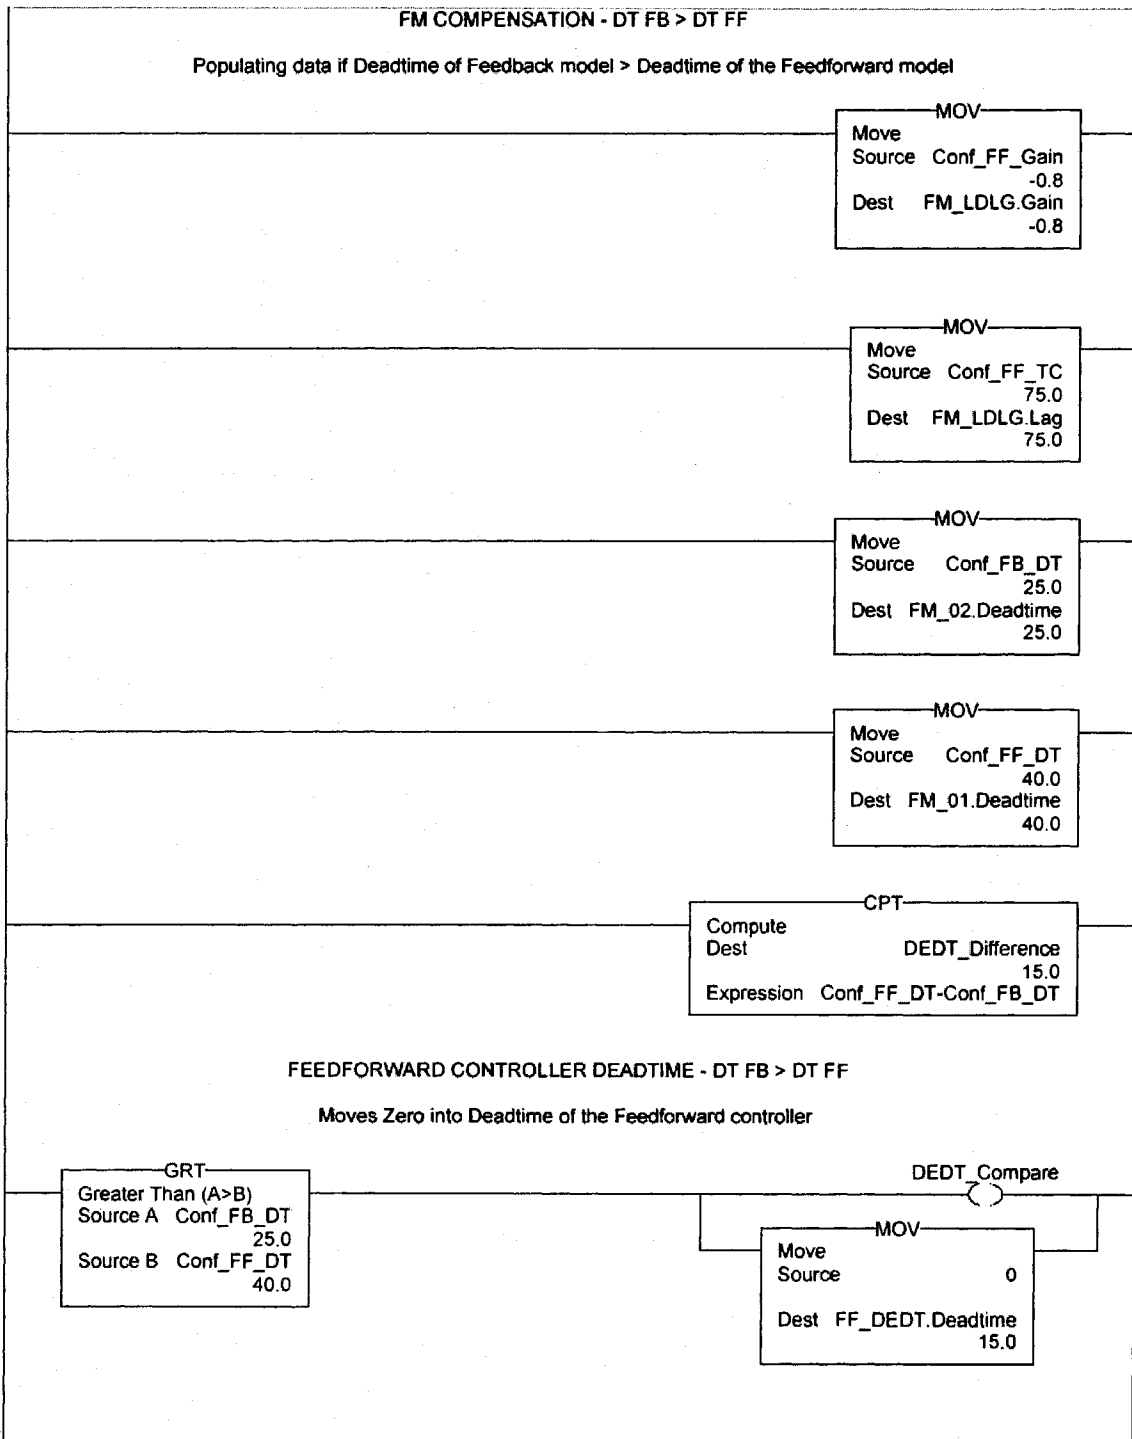 FM COMPENSATION - DT FB > DT FF
Populating data if Deadtime of Feedback model > Deadtime of the Feedforward model
MOV
Move
Source Conf_FF_Gain
-0.8
Dest FM_LDLG.Gain
-0.8
MOV
Move
Source Conf_FF_TC
75.0
Dest FM_LDLG.Lag
75.0
MOV
Move
Source Conf_FB_DT
25.0
Dest FM_02.Deadtime
25.0
MOV
Move
Source Conf_FF_DT
40.0
Dest FM_01.Deadtime
40.0
CPT
Compute
Dest DEDT_Difference
15.0
Expression Conf_FF_DT-Conf_FB_DT
FEEDFORWARD CONTROLLER DEADTIME - DT FB > DT FF
Moves Zero into Deadtime of the Feedforward controller
GRT
Greater Than (A>B)
Source A Conf_FB_DT
25.0
Source B Conf_FF_DT
40.0
DEDT_Compare
MOV
Move
Source 0
Dest FF_DEDT.Deadtime
15.0